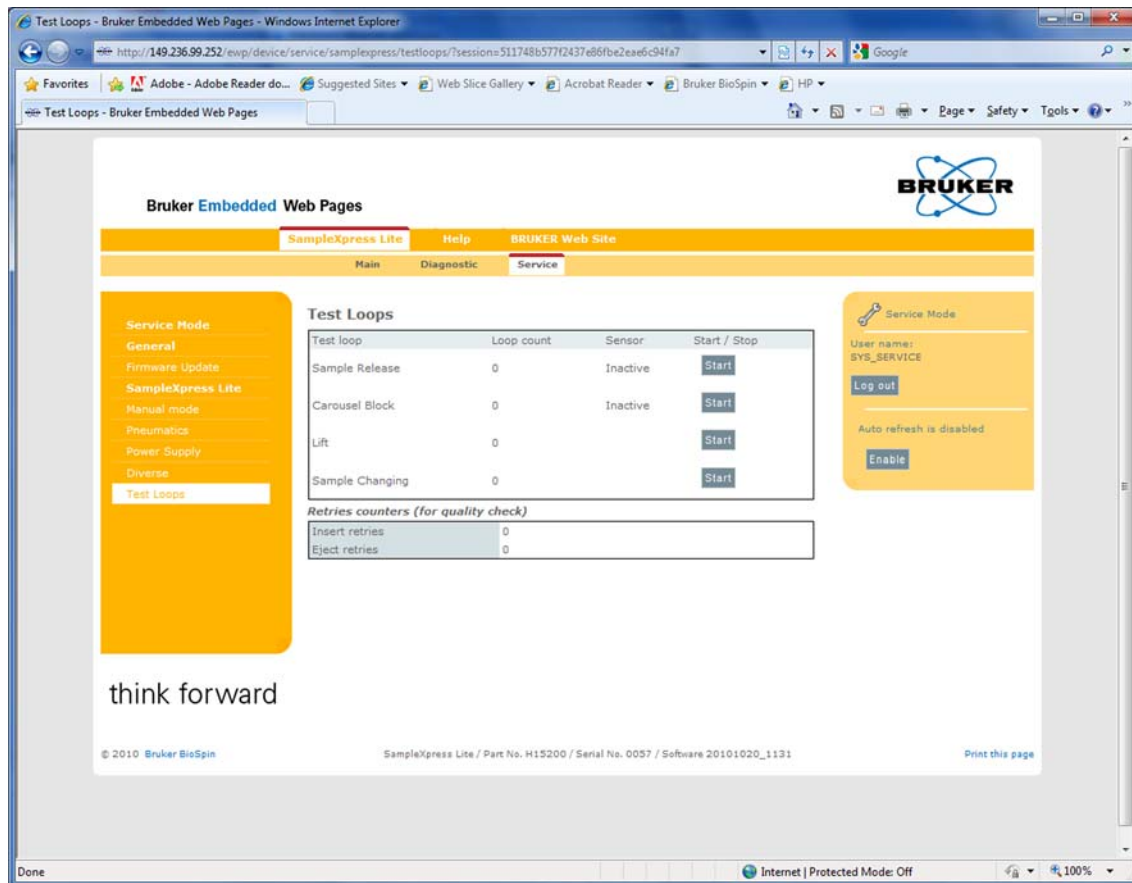 Test Loops - Bruker Embedded Web Pages - Windows Internet Explorer
http://149.236.99.252/ewp/device/service/samplexpress/testloops/?session=511748b577f2437e86fbe2eae6c94fa7
Google
Favorites Adobe - Adobe Reader do... Suggested Sites Web Slice Gallery Acrobat Reader Bruker BioSpin HP
Test Loops - Bruker Embedded Web Pages
Page Safety Tools
BRUKER
Bruker Embedded Web Pages
SampleXpress Lite Help BRUKER Web Site
Main Diagnostic Service
Service Mode
General
Firmware Update
SampleXpress Lite
Manual mode
Pneumatics
Power Supply
Diverse
Test Loops
Test Loops
Test loop Loop count Sensor Start / Stop
Sample Release 0 Inactive Start
Carousel Block 0 Inactive Start
Lift 0 Start
Sample Changing 0 Start
Retries counters (for quality check)
Insert retries 0
Eject retries 0
Service Mode
User name:
SYS_SERVICE
Log out
Auto refresh is disabled
Enable
think forward
© 2010 Bruker BioSpin SampleXpress Lite / Part No. H15200 / Serial No. 0057 / Software 20101020_1131 Print this page
Done Internet | Protected Mode: Off 100%